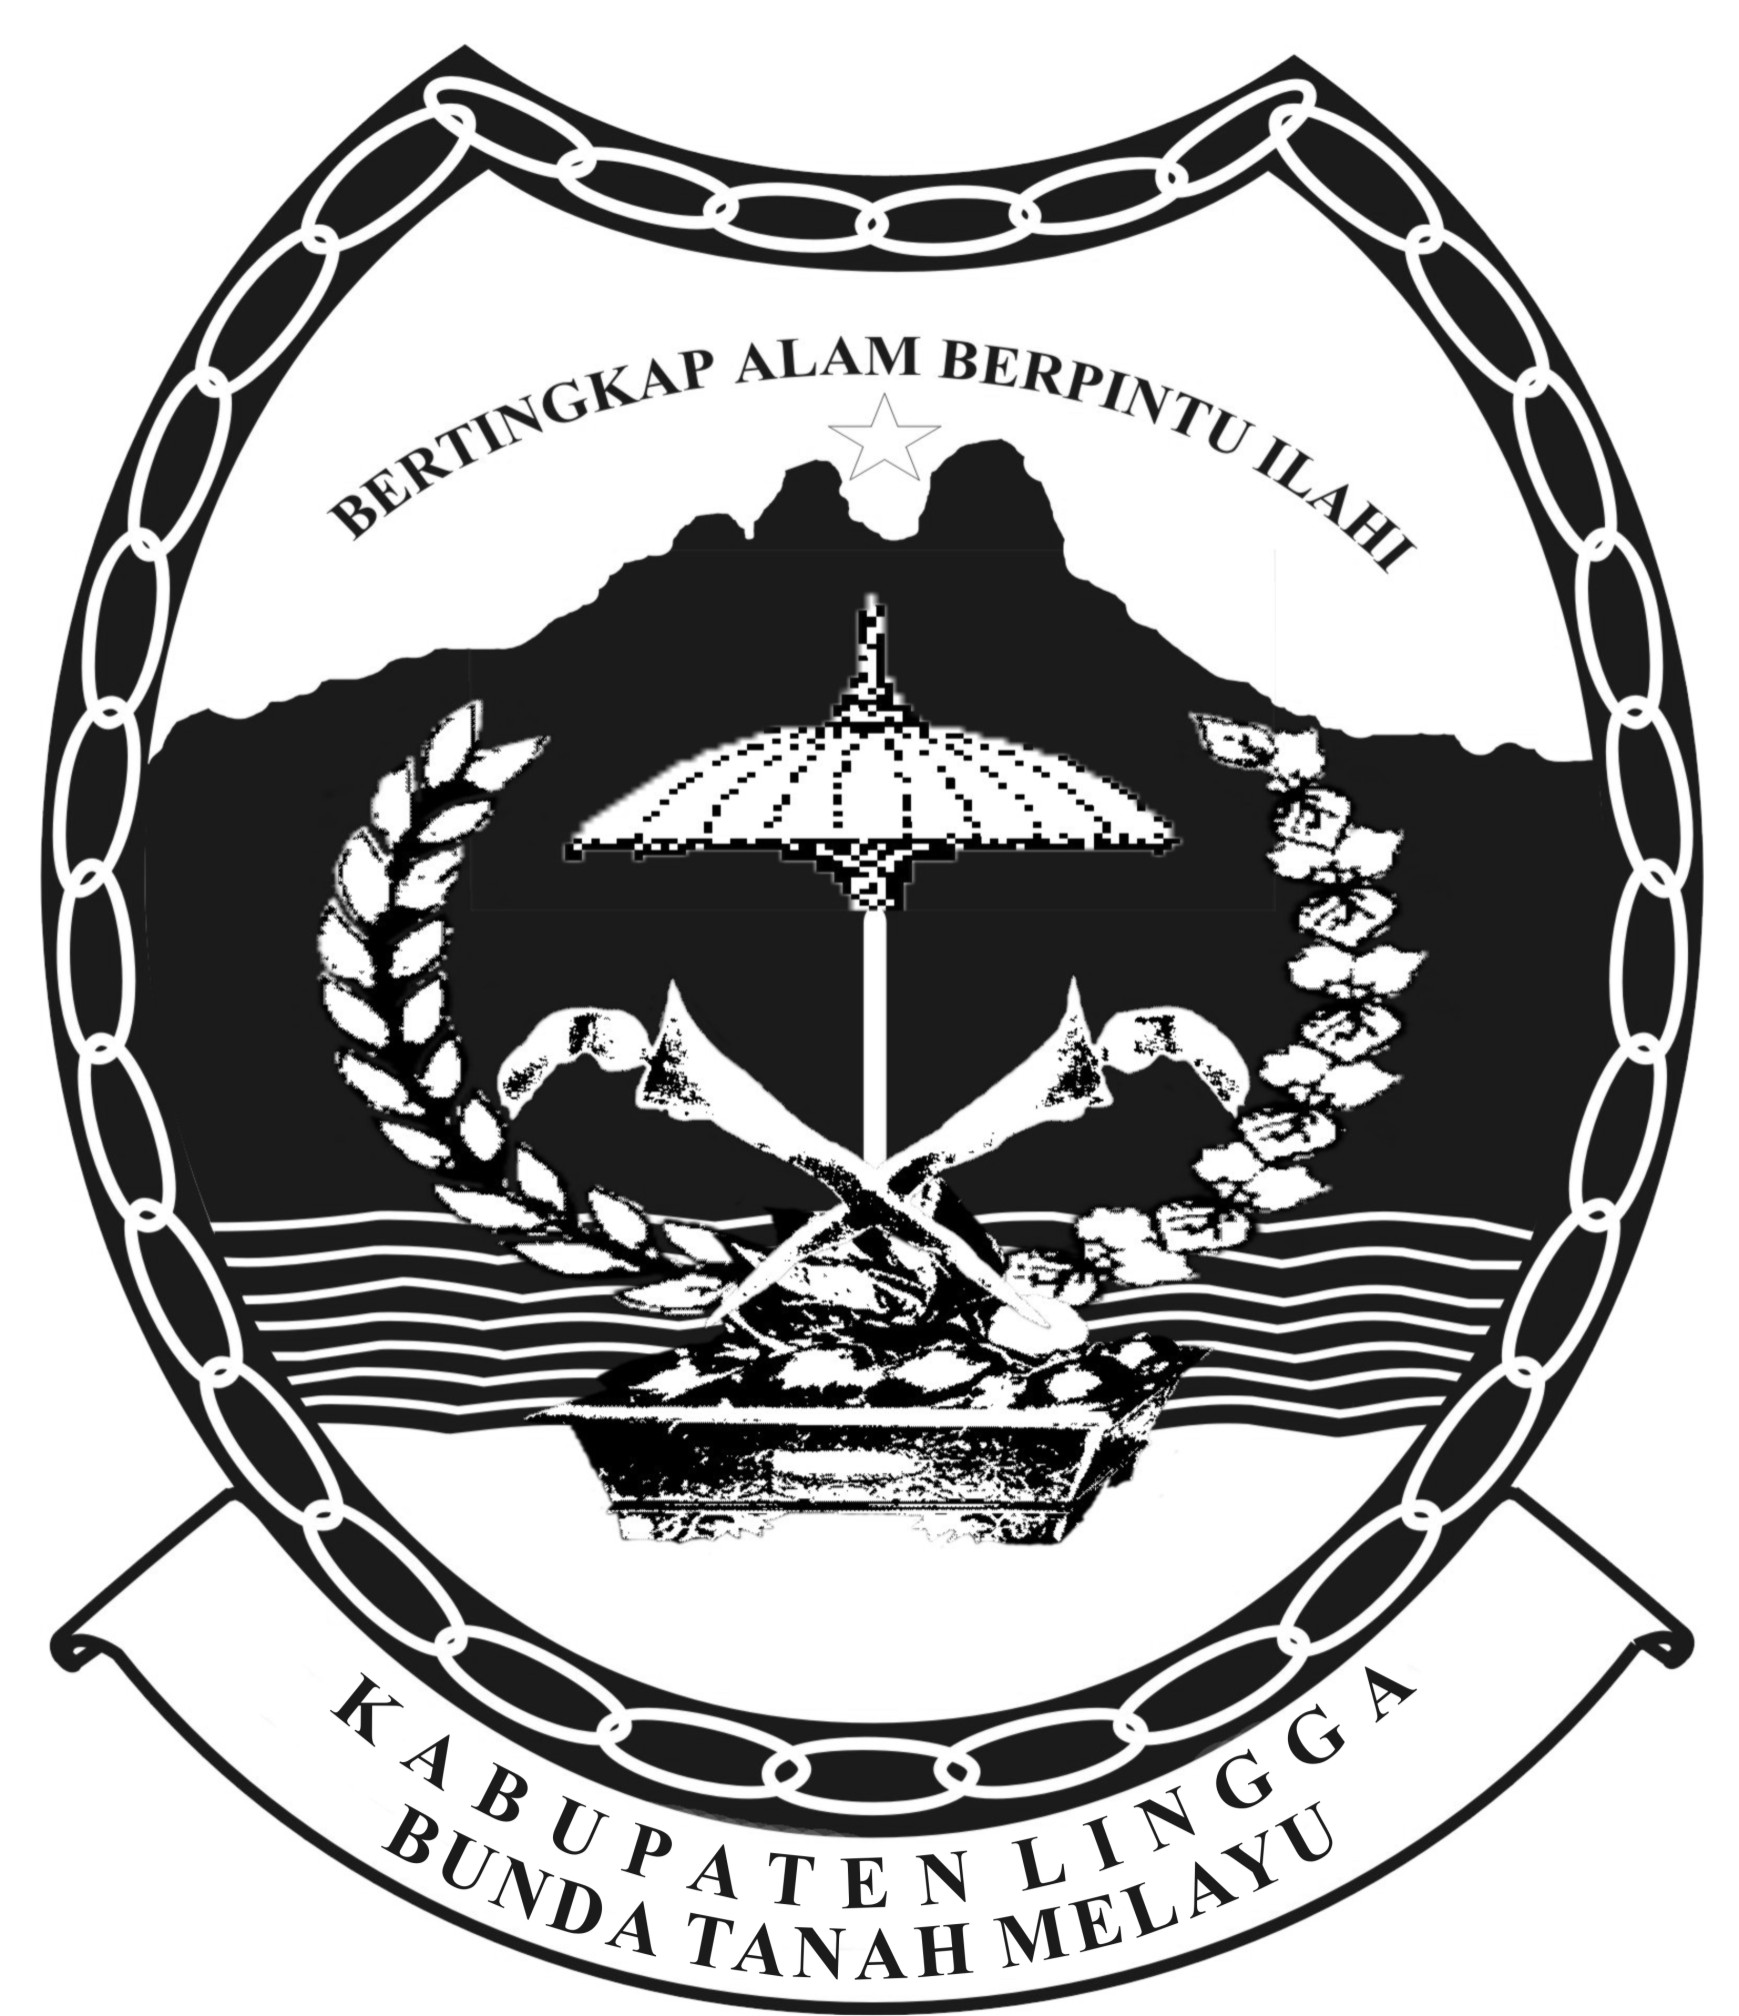 BERTINGKAP ALAM BERPINTU ILAHI
KABUPATEN LINGGA
BUNDA TANAH MELAYU